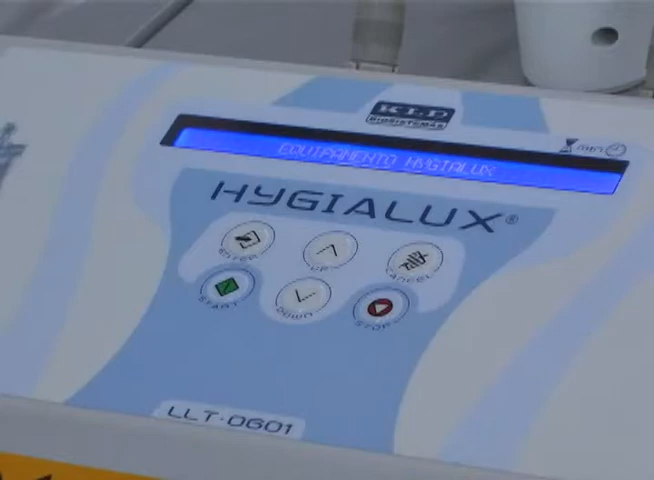 KLD
BIOSISTEMAS
EQUIPAMENTO HYGIALUX
HYGIALUX®
ENTER
UP
CANCEL
START
DOWN
STOP
LLT-0601